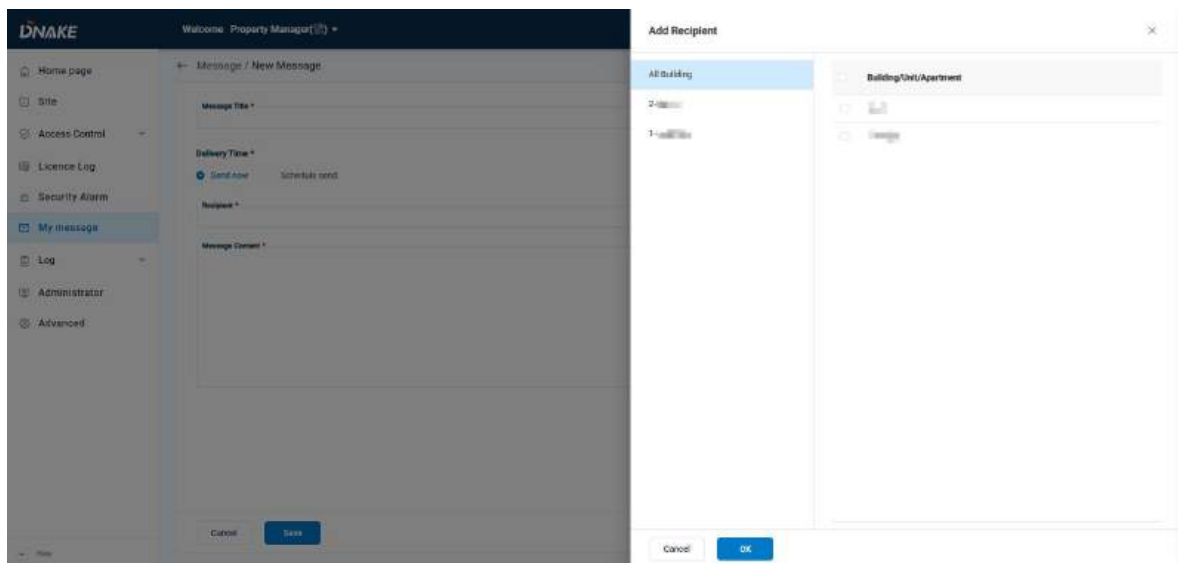 DNAKE
Welcome Property Manager
Home page
Site
Access Control
Licence Log
Security Alarm
My message
Log
Administrator
Advanced
← Message / New Message
Message Title *
Delivery Time *
Send now Schedule send
Recipient *
Message Content *
Cancel Save
Add Recipient ×
All Building
2-
1-
Building/Unit/Apartment
Cancel OK